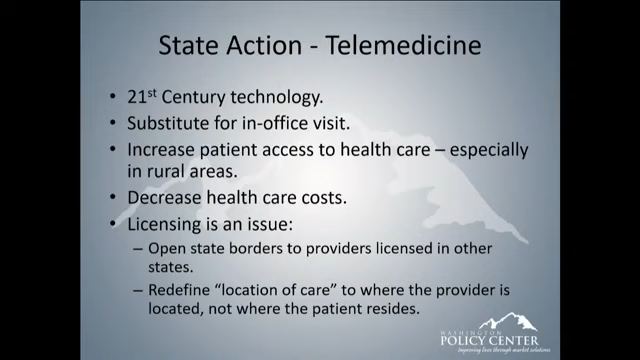 State Action - Telemedicine
• 21st Century technology.
• Substitute for in-office visit.
• Increase patient access to health care – especially
in rural areas.
• Decrease health care costs.
• Licensing is an issue:
– Open state borders to providers licensed in other
states.
– Redefine “location of care” to where the provider is
located, not where the patient resides.
WASHINGTON
POLICY CENTER
Improving lives through market solutions